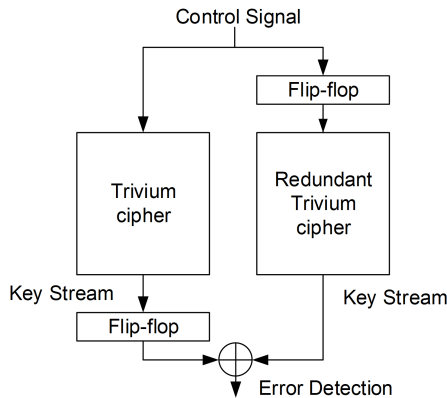 Control Signal
Flip-flop
Trivium
cipher
Redundant
Trivium
cipher
Key Stream
Key Stream
Flip-flop
Error Detection